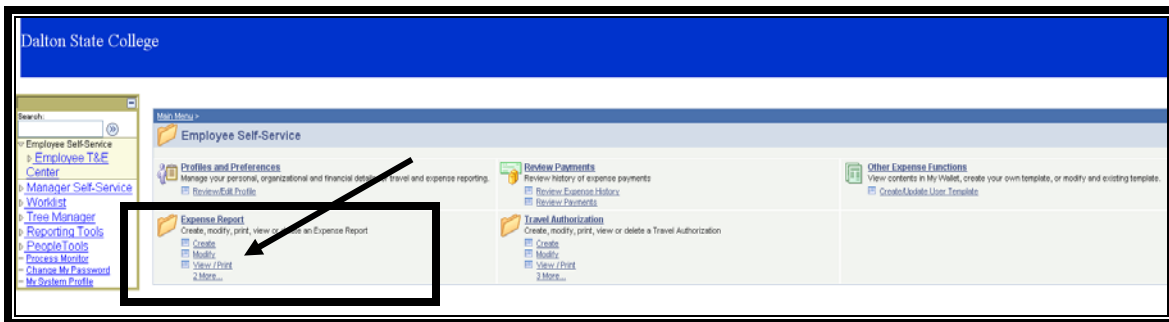 Dalton State College
Search:
Employee Self-Service
Employee T&E
Center
Manager Self-Service
Worklist
Tree Manager
Reporting Tools
PeopleTools
Process Monitor
Change My Password
My System Profile
Main Menu >
Employee Self-Service
Profiles and Preferences
Manage your personal, organizational and financial details for travel and expense reporting.
Review/Edit Profile
Review Payments
Review history of expense payments
Review Expense History
Review Payments
Other Expense Functions
View contents in My Wallet, create your own template, or modify and existing template.
Create/Update User Template
Expense Report
Create, modify, print, view or delete an Expense Report
Create
Modify
View / Print
2 More...
Travel Authorization
Create, modify, print, view or delete a Travel Authorization
Create
Modify
View / Print
3 More...